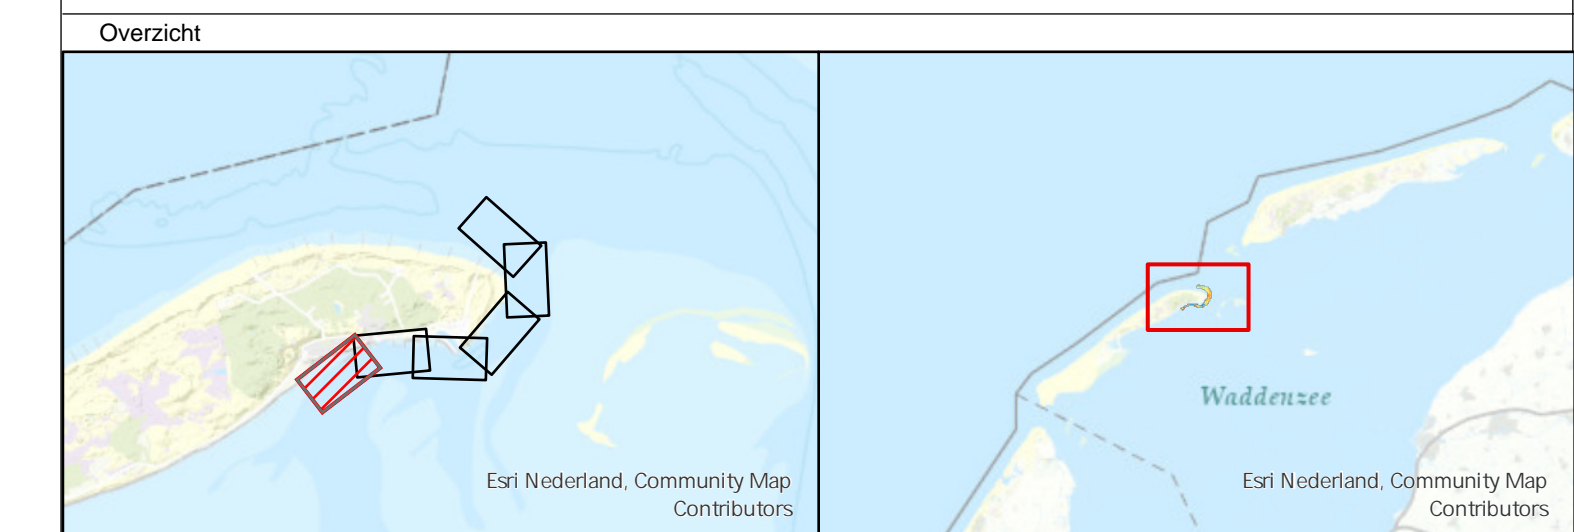 Overzicht
Esri Nederland, Community Map
Contributors
Waddenzee
Esri Nederland, Community Map
Contributors